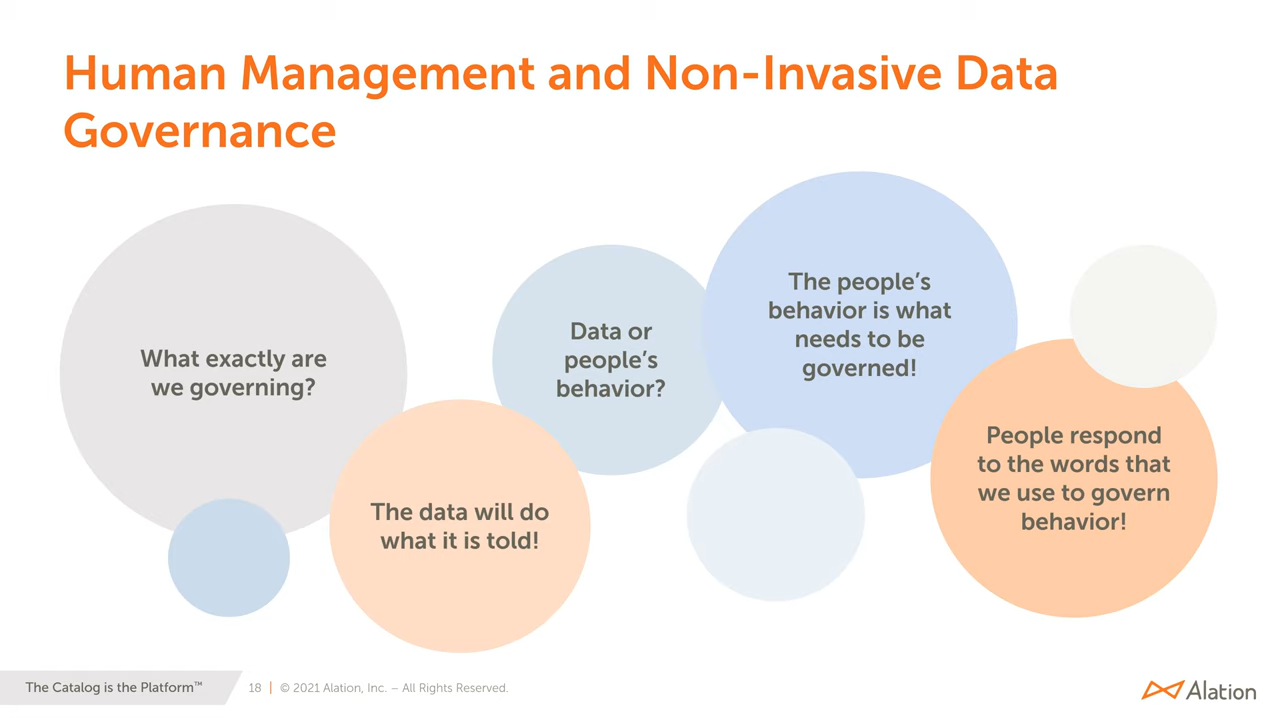 Human Management and Non-Invasive Data
Governance
What exactly are
we governing?
The data will do
what it is told!
Data or
people’s
behavior?
The people’s
behavior is what
needs to be
governed!
People respond
to the words that
we use to govern
behavior!
The Catalog is the Platform™
18 | © 2021 Alation, Inc. – All Rights Reserved.
Alation